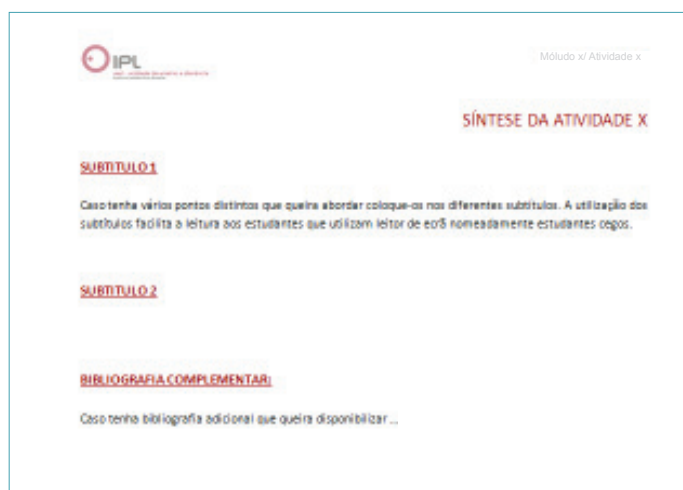 IPL
Móludo x/ Atividade x
SÍNTESE DA ATIVIDADE X
SUBTITULO 1
Caso tenha vários pontos distintos que queira abordar coloque-os nos diferentes subtítulos. A utilização dos
subtítulos facilita a leitura aos estudantes que utilizam leitor de ecrã nomeadamente estudantes cegos.
SUBTITULO 2
BIBLIOGRAFIA COMPLEMENTAR:
Caso tenha bibliografia adicional que queira disponibilizar ...